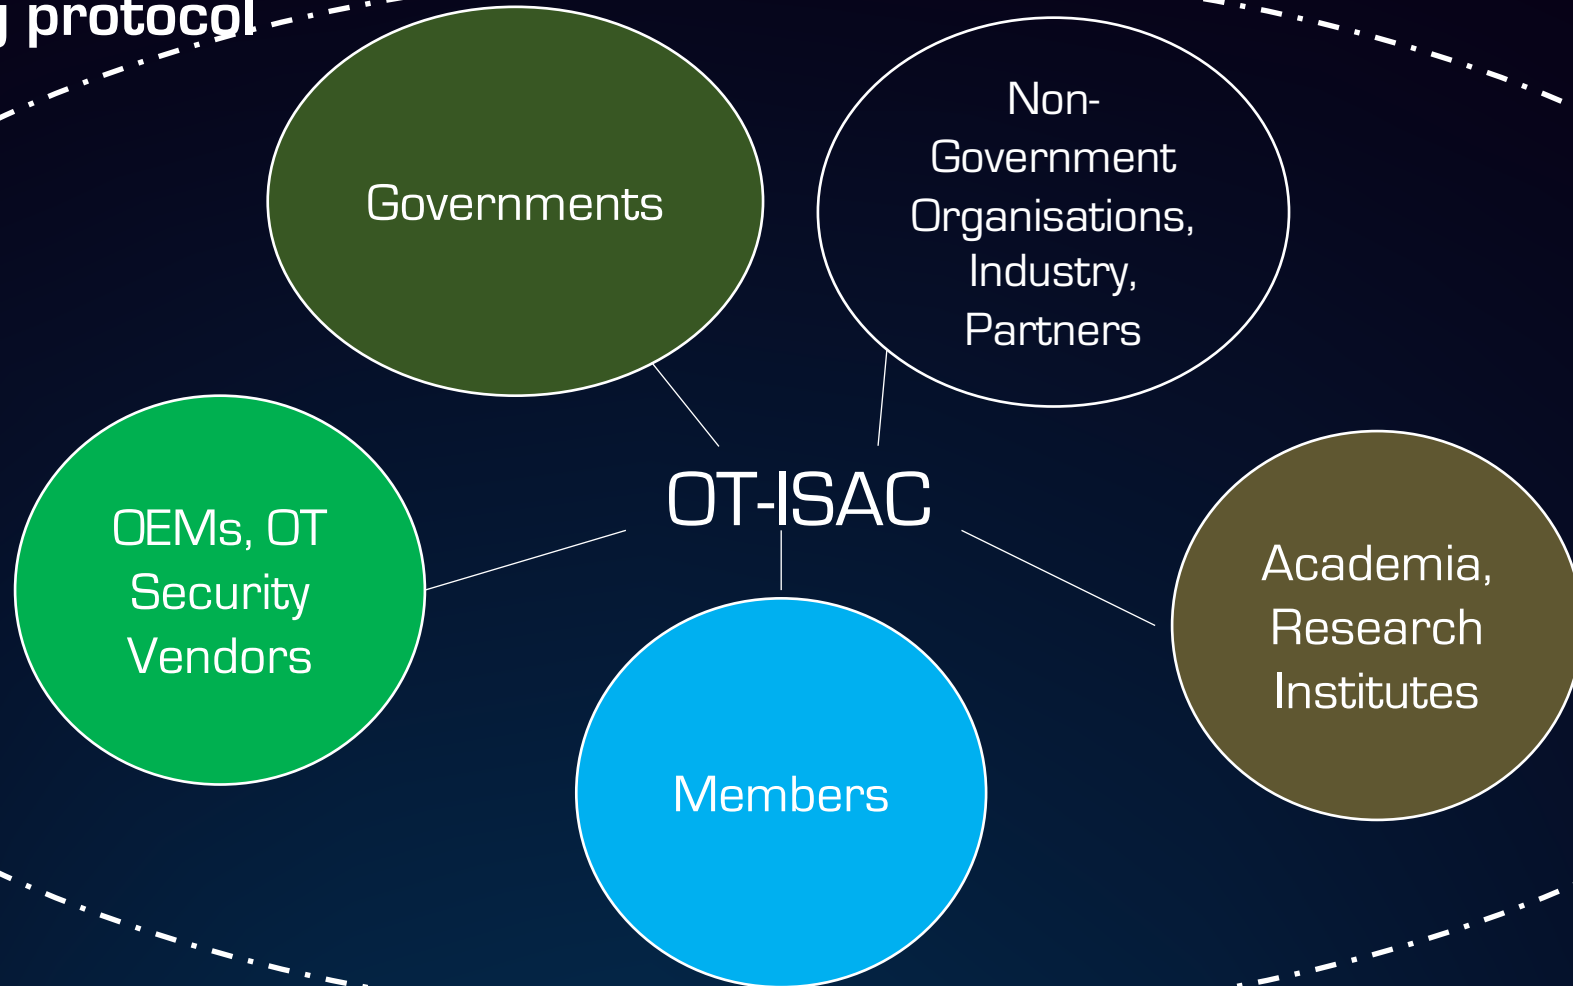 protocol
Governments
Non-
Government
Organisations,
Industry,
Partners
OT-ISAC
OEMs, OT
Security
Vendors
Academia,
Research
Institutes
Members